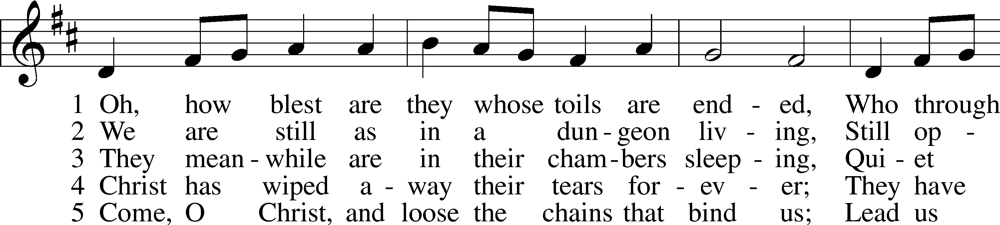 1 Oh, how blest are they whose toils are end - ed, Who through
2 We are still as in a dun - geon liv - ing, Still op -
3 They mean - while are in their cham - bers sleep - ing, Qui - et
4 Christ has wiped a - way their tears for - ev - er; They have
5 Come, O Christ, and loose the chains that bind us; Lead us